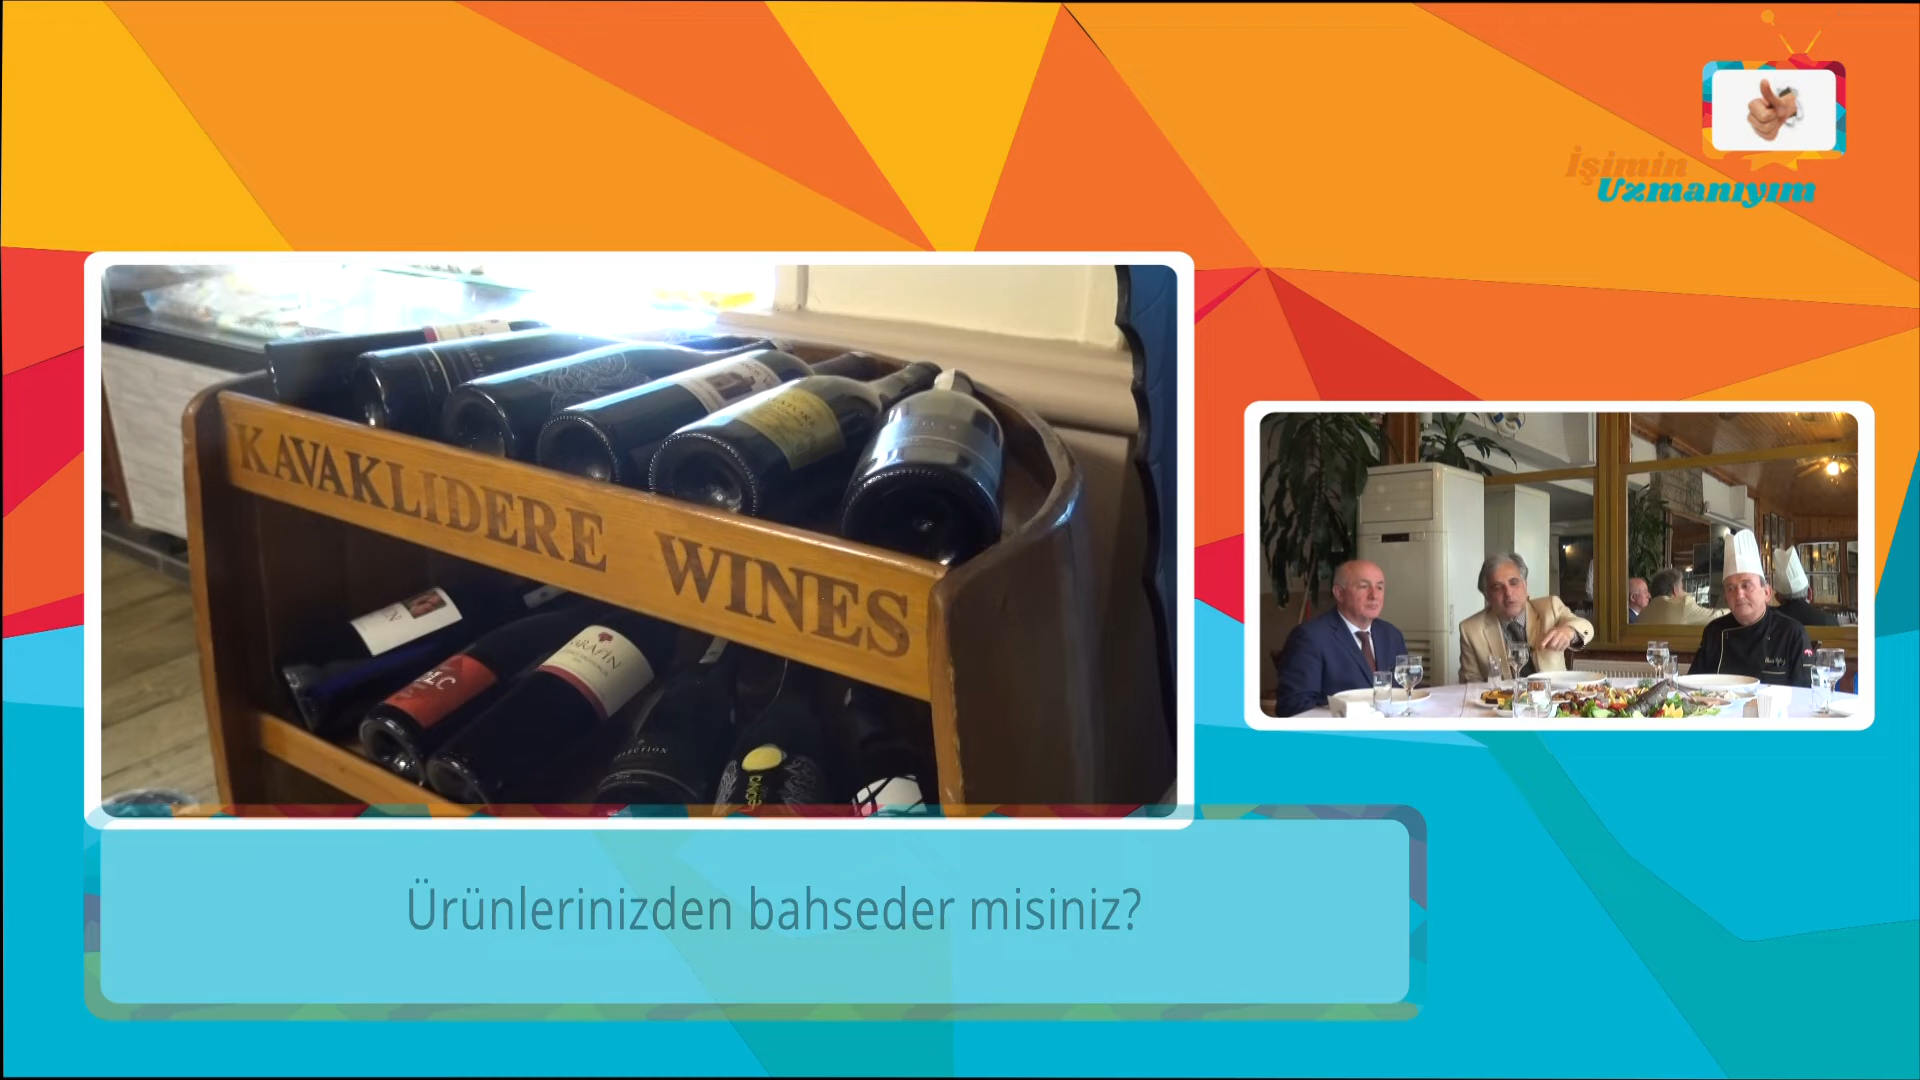 İşimin
Uzmanıyım
KAVAKLIDERE WINES
Ürünlerinizden bahseder misiniz?